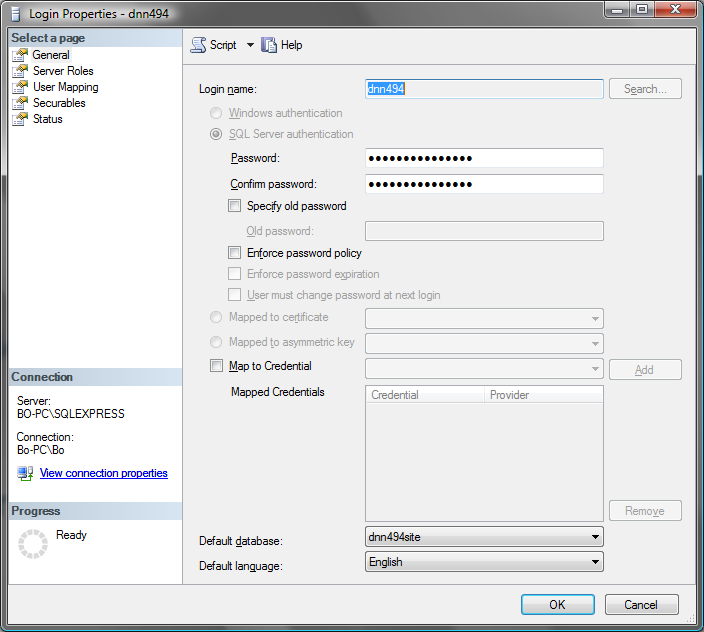 Login Properties - dnn494
Select a page
General
Server Roles
User Mapping
Securables
Status
Script
Help
Login name:
dnn494
Search...
Windows authentication
SQL Server authentication
Password:
●●●●●●●●●●●●●●●
Confirm password:
●●●●●●●●●●●●●●●
Specify old password
Old password:
Enforce password policy
Enforce password expiration
User must change password at next login
Mapped to certificate
Mapped to asymmetric key
Map to Credential
Add
Mapped Credentials
Credential
Provider
Remove
Default database:
dnn494site
Default language:
English
Connection
Server:
BO-PC\SQLEXPRESS
Connection:
Bo-PC\Bo
View connection properties
Progress
Ready
OK
Cancel